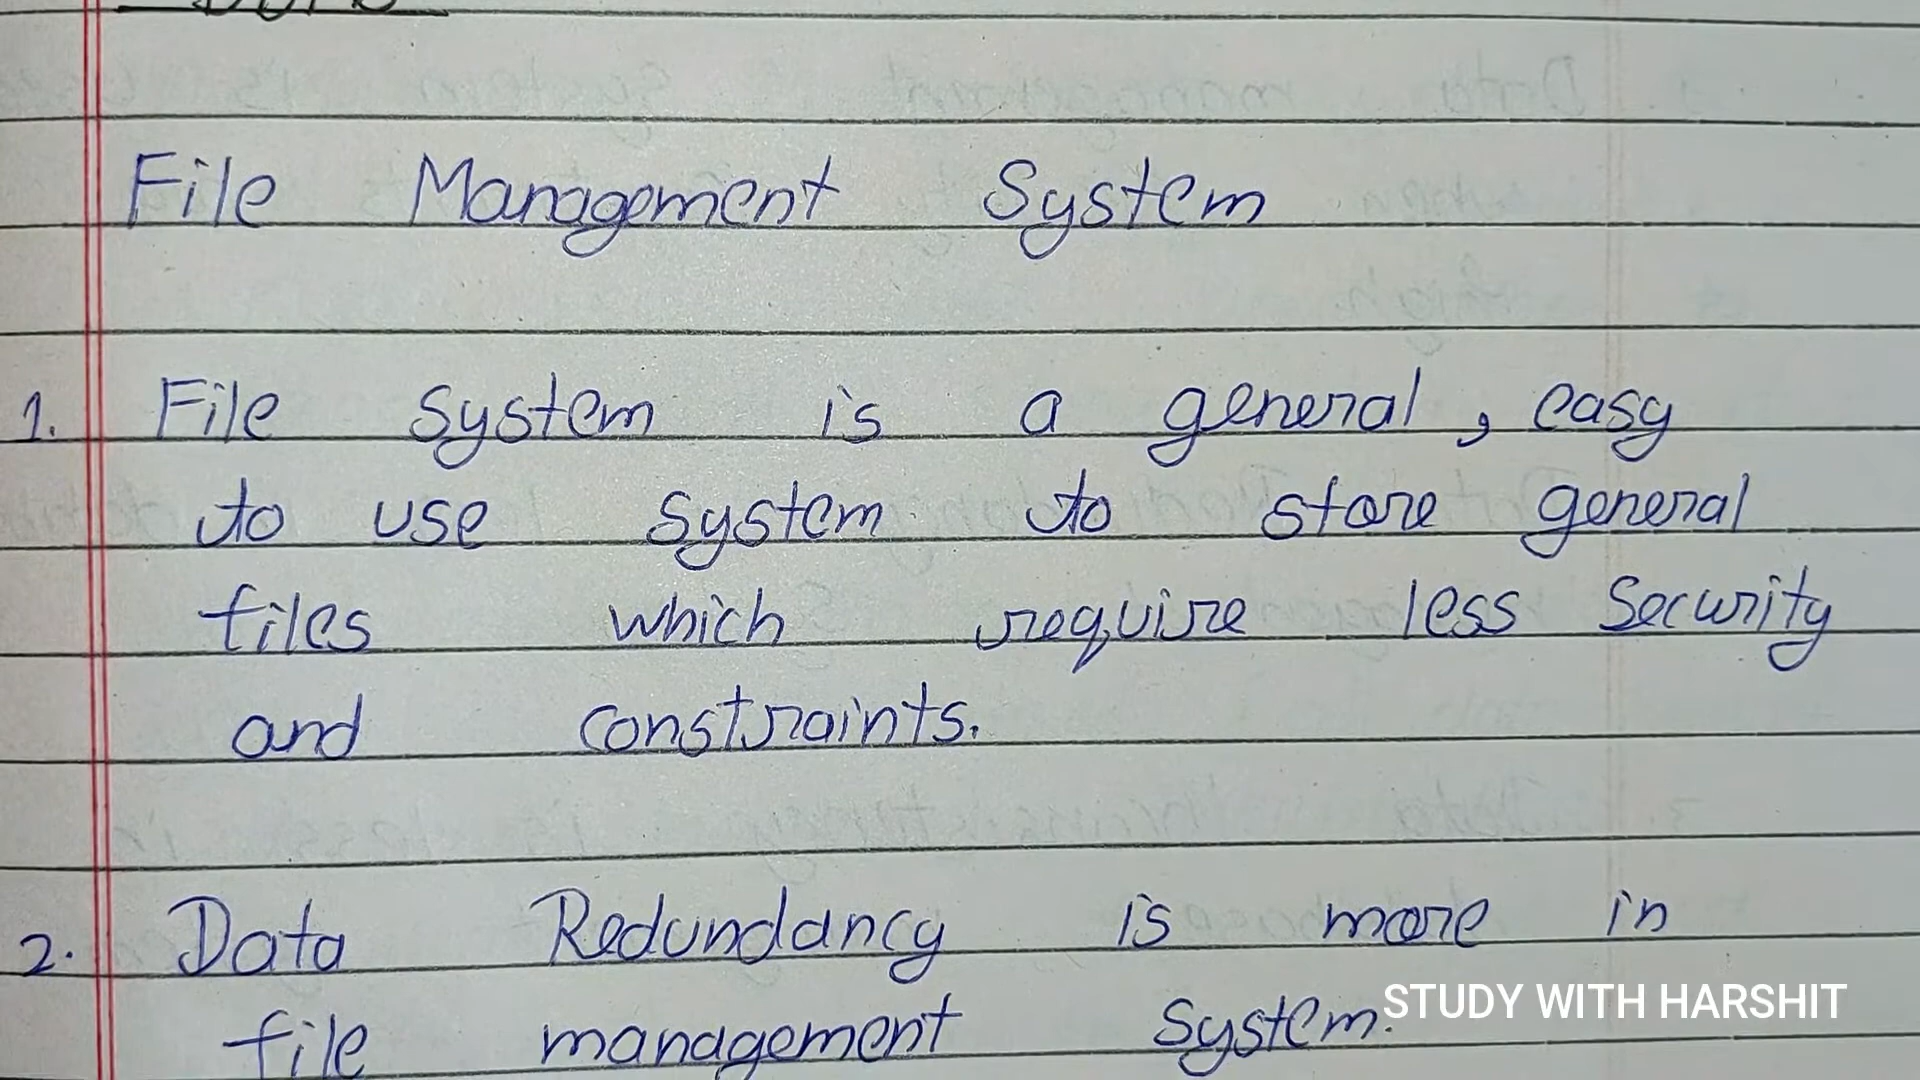 File Management System
1. File system is a general, easy
to use system to store general
files which require less Security
and constraints.
2. Data Redundancy is more in
file management system.
STUDY WITH HARSHIT